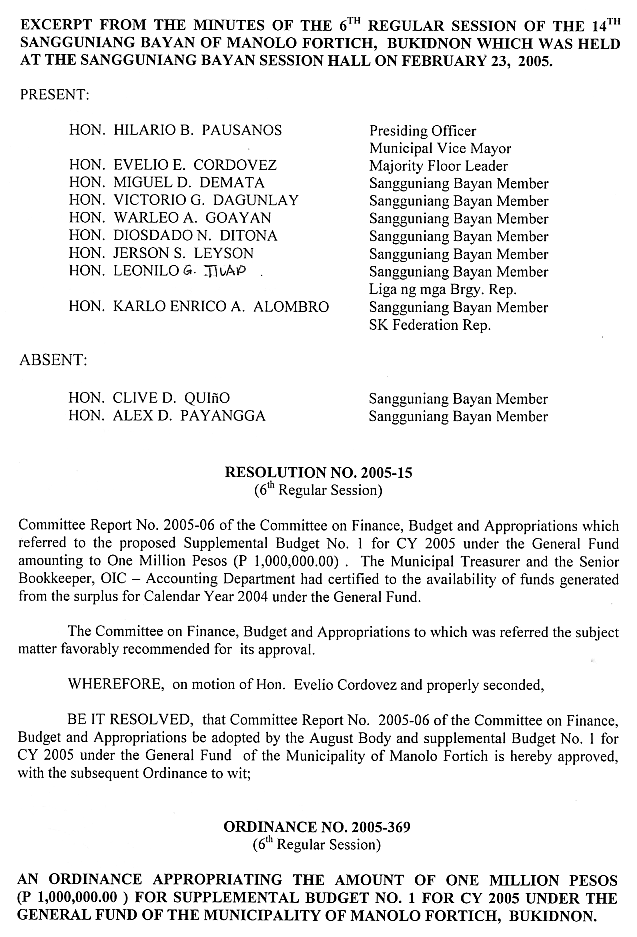 EXCERPT FROM THE MINUTES OF THE 6TH REGULAR SESSION OF THE 14TH
SANGGUNIANG BAYAN OF MANOLO FORTICH, BUKIDNON WHICH WAS HELD
AT THE SANGGUNIANG BAYAN SESSION HALL ON FEBRUARY 23, 2005.
PRESENT:
HON. HILARIO B. PAUSANOS Presiding Officer
Municipal Vice Mayor
HON. EVELIO E. CORDOVEZ Majority Floor Leader
HON. MIGUEL D. DEMATA Sangguniang Bayan Member
HON. VICTORIO G. DAGUNLAY Sangguniang Bayan Member
HON. WARLEO A. GOAYAN Sangguniang Bayan Member
HON. DIOSDADO N. DITONA Sangguniang Bayan Member
HON. JERSON S. LEYSON Sangguniang Bayan Member
HON. LEONILO G. Sangguniang Bayan Member
Liga ng mga Brgy. Rep.
HON. KARLO ENRICO A. ALOMBRO Sangguniang Bayan Member
SK Federation Rep.
ABSENT:
HON. CLIVE D. QUIñO Sangguniang Bayan Member
HON. ALEX D. PAYANGGA Sangguniang Bayan Member
RESOLUTION NO. 2005-15
(6th Regular Session)
Committee Report No. 2005-06 of the Committee on Finance, Budget and Appropriations which
referred to the proposed Supplemental Budget No. 1 for CY 2005 under the General Fund
amounting to One Million Pesos (P 1,000,000.00) . The Municipal Treasurer and the Senior
Bookkeeper, OIC – Accounting Department had certified to the availability of funds generated
from the surplus for Calendar Year 2004 under the General Fund.
The Committee on Finance, Budget and Appropriations to which was referred the subject
matter favorably recommended for its approval.
WHEREFORE, on motion of Hon. Evelio Cordovez and properly seconded,
BE IT RESOLVED, that Committee Report No. 2005-06 of the Committee on Finance,
Budget and Appropriations be adopted by the August Body and supplemental Budget No. 1 for
CY 2005 under the General Fund of the Municipality of Manolo Fortich is hereby approved,
with the subsequent Ordinance to wit;
ORDINANCE NO. 2005-369
(6th Regular Session)
AN ORDINANCE APPROPRIATING THE AMOUNT OF ONE MILLION PESOS
(P 1,000,000.00 ) FOR SUPPLEMENTAL BUDGET NO. 1 FOR CY 2005 UNDER THE
GENERAL FUND OF THE MUNICIPALITY OF MANOLO FORTICH, BUKIDNON.